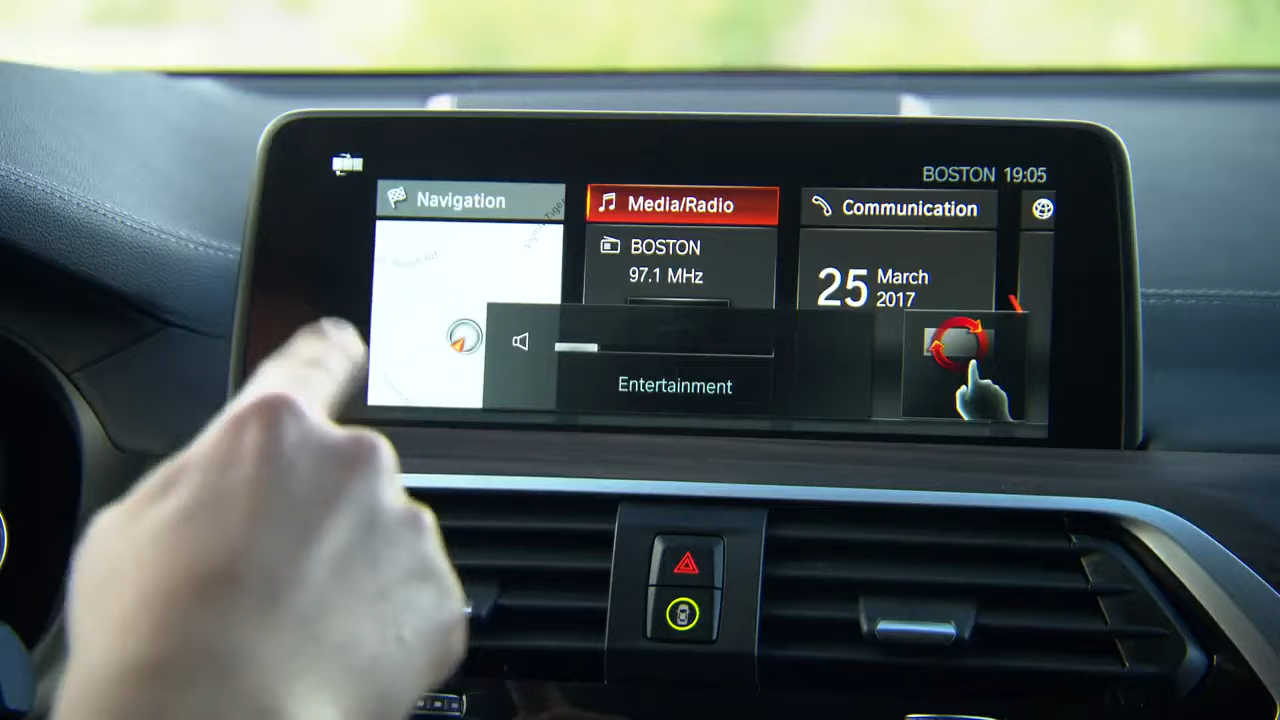 BOSTON 19:05
Navigation
Media/Radio
Communication
BOSTON
97.1 MHz
25
March
2017
Entertainment